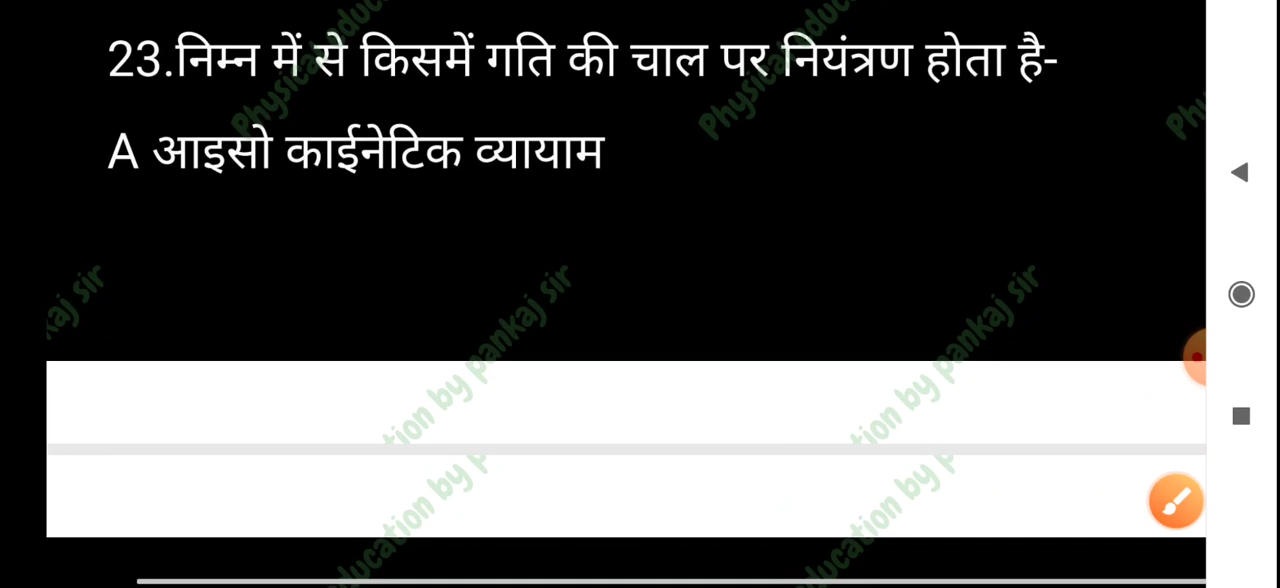 23.निम्न में से किसमें गति की चाल पर नियंत्रण होता है-
A आइसो काईनेटिक व्यायाम